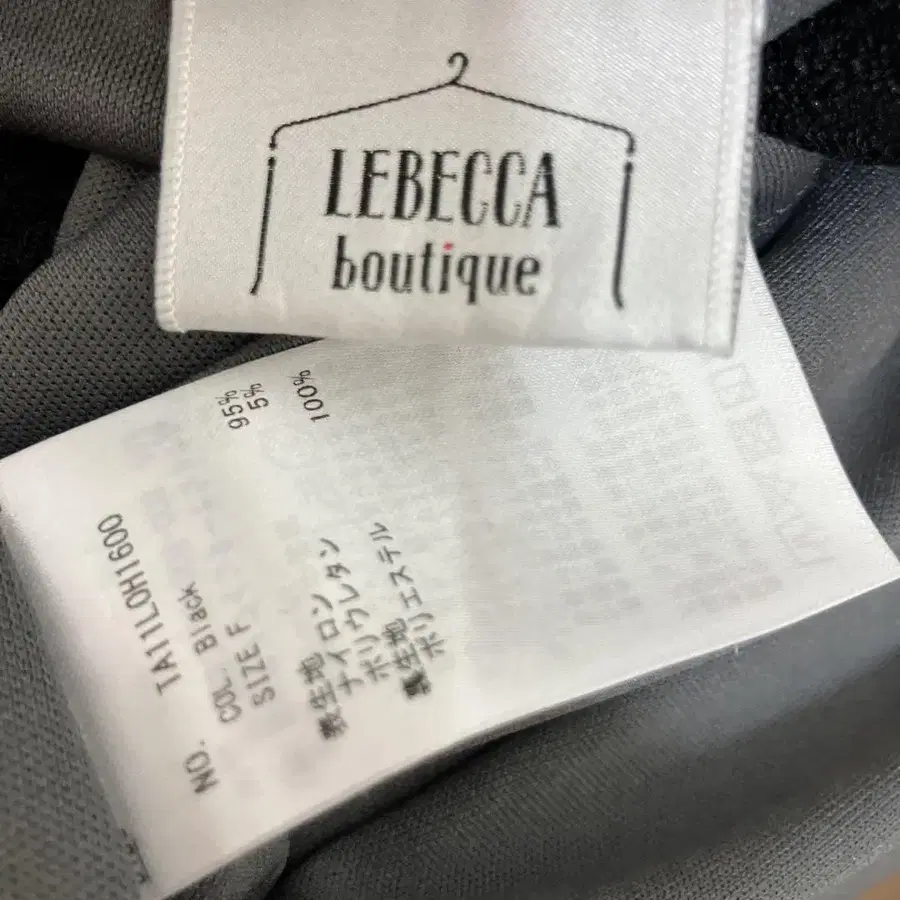 LEBECCA
boutique
NO. TA11LOH1600
COL. Black
SIZE F
表生地
ナイロン 95%
ポリウレタン 5%
裏生地
ポリエステル 100%